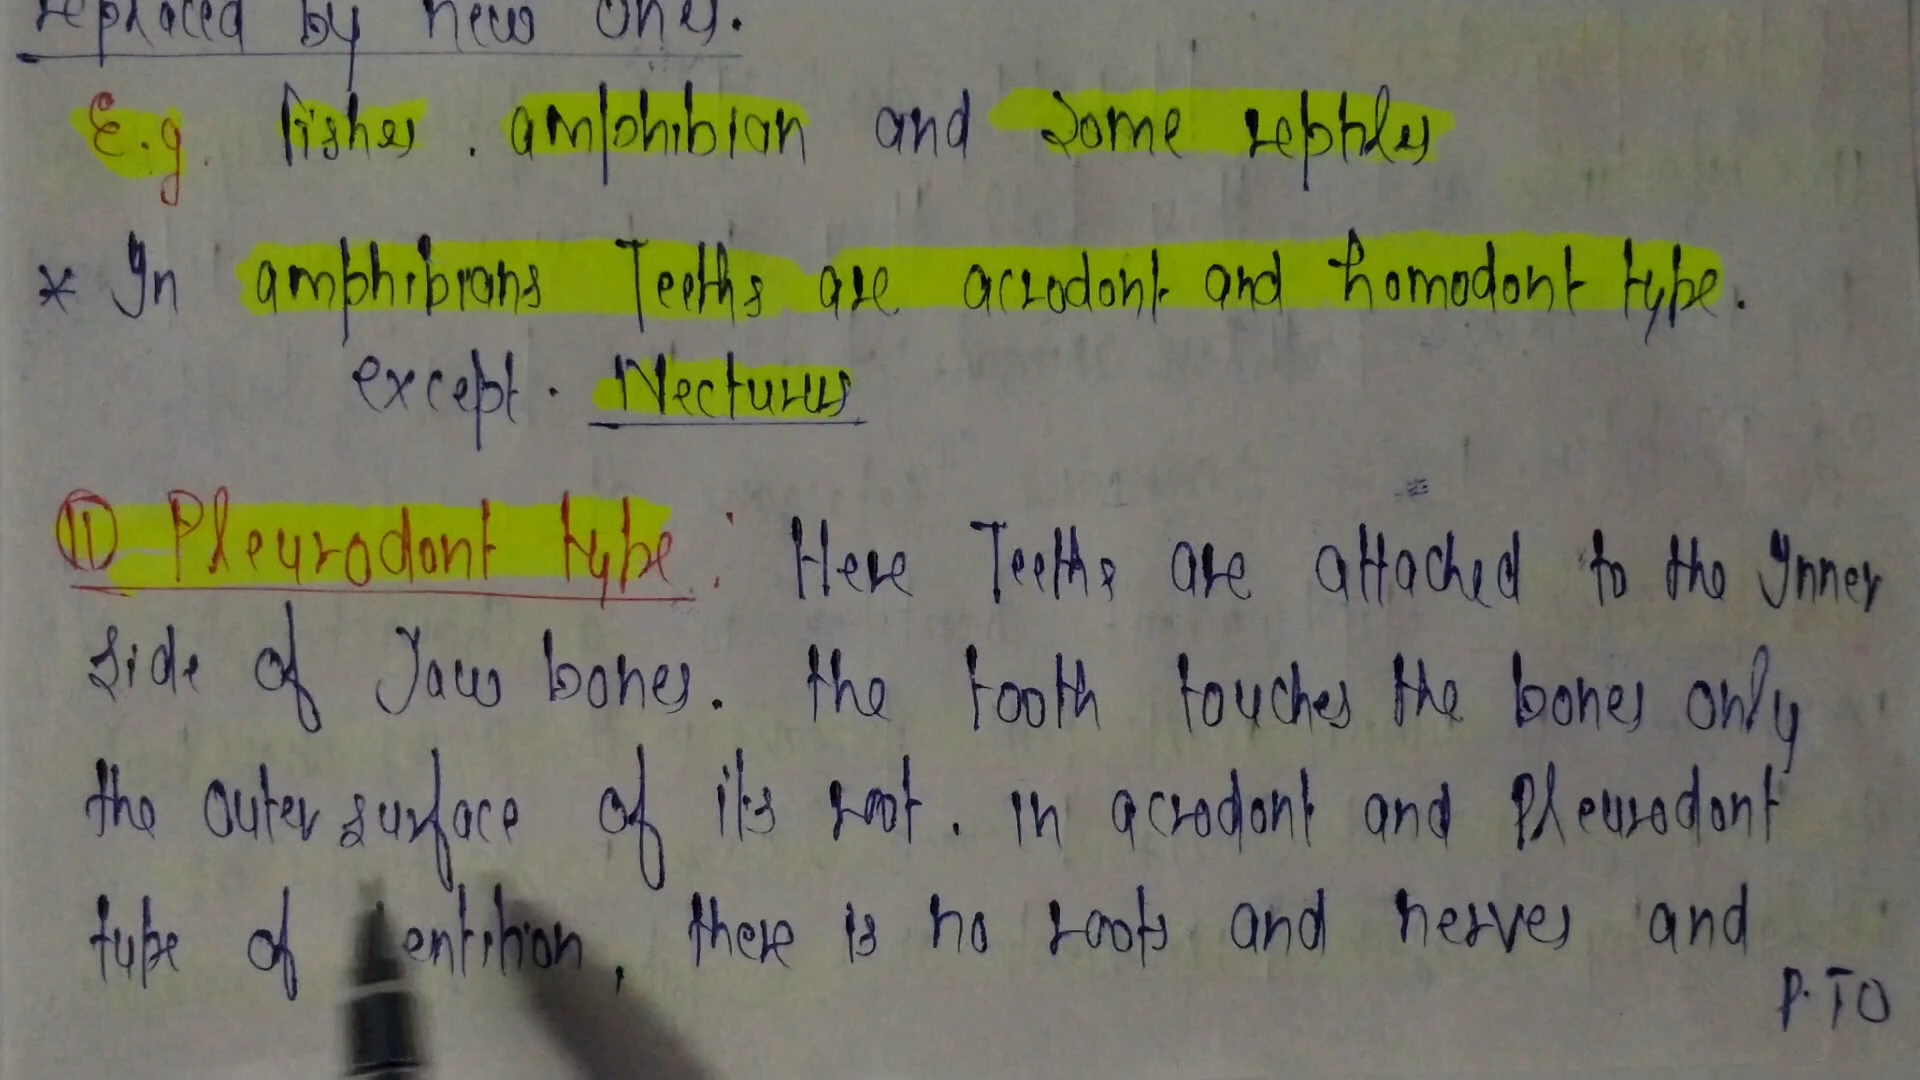 replaced by new ones.
E.g. fishes. amphibian and some reptiles
* In amphibians Teeths are acrodont and homodont type.
except. Necturus
(II) Pleurodont type: Here Teeths are attached to the Inner
side of Jaw bones. the tooth touches the bones only
the outer surface of its root. in acrodont and Pleurodont
type of entition, there is no roots and nerves and
P.TO